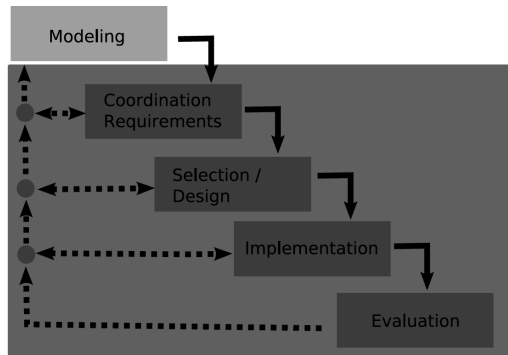 Modeling
Coordination
Requirements
Selection /
Design
Implementation
Evaluation